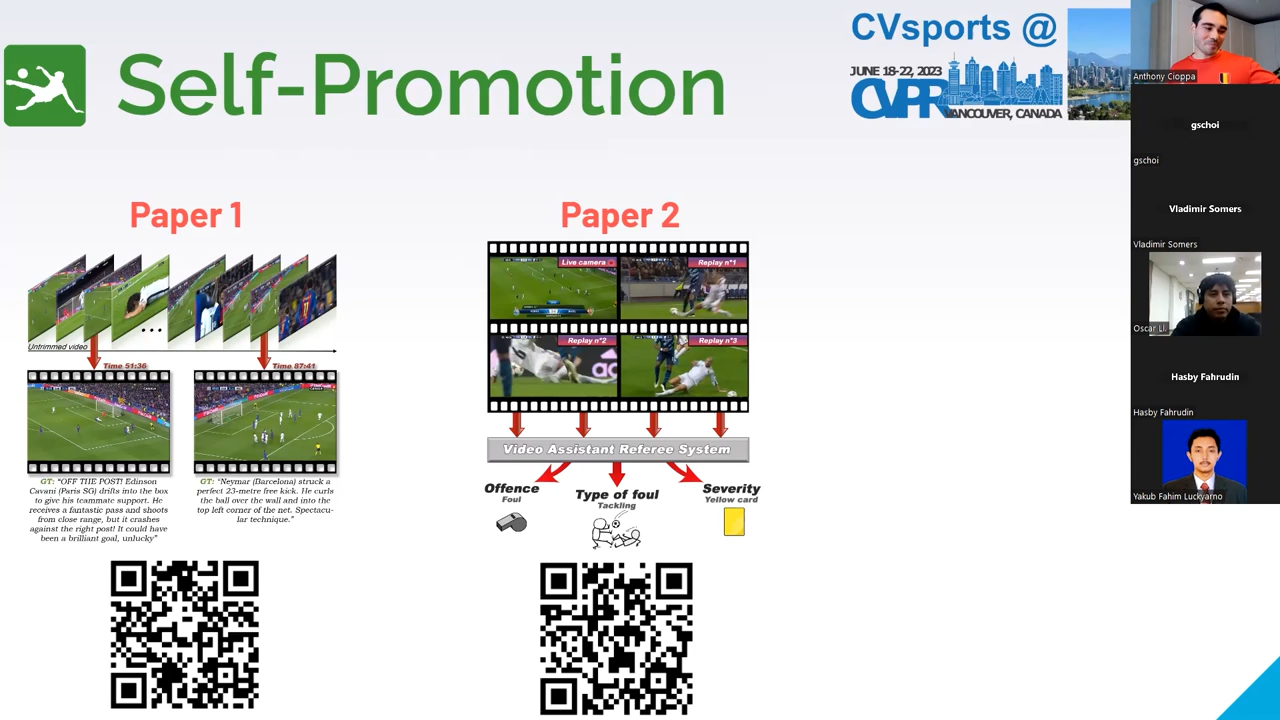 Self-Promotion
CVsports @
JUNE 18-22, 2023
CVPR
VANCOUVER, CANADA
Paper 1
Untrimmed video
Time 51:36
Time 87:41
GT: "OFF THE POST! Edinson
Cavani (Paris SG) drifts into the box
to give his teammate support. He
receives a fantastic pass and shoots
from close range, but it crashes
against the right post! It could have
been a brilliant goal, unlucky"
GT: "Neymar (Barcelona) struck a
perfect 23-metre free kick. He curls
the ball over the wall and into the
top left corner of the net. Spectacu-
lar technique."
Paper 2
Live camera
Replay n°1
Replay n°2
Replay n°3
Video Assistant Referee System
Offence
Foul
Type of foul
Tackling
Severity
Yellow card
Anthony Cioppa
gschoi
gschoi
Vladimir Somers
Vladimir Somers
Oscar Ll.
Hasby Fahrudin
Hasby Fahrudin
Yakub Fahim Luckyarno